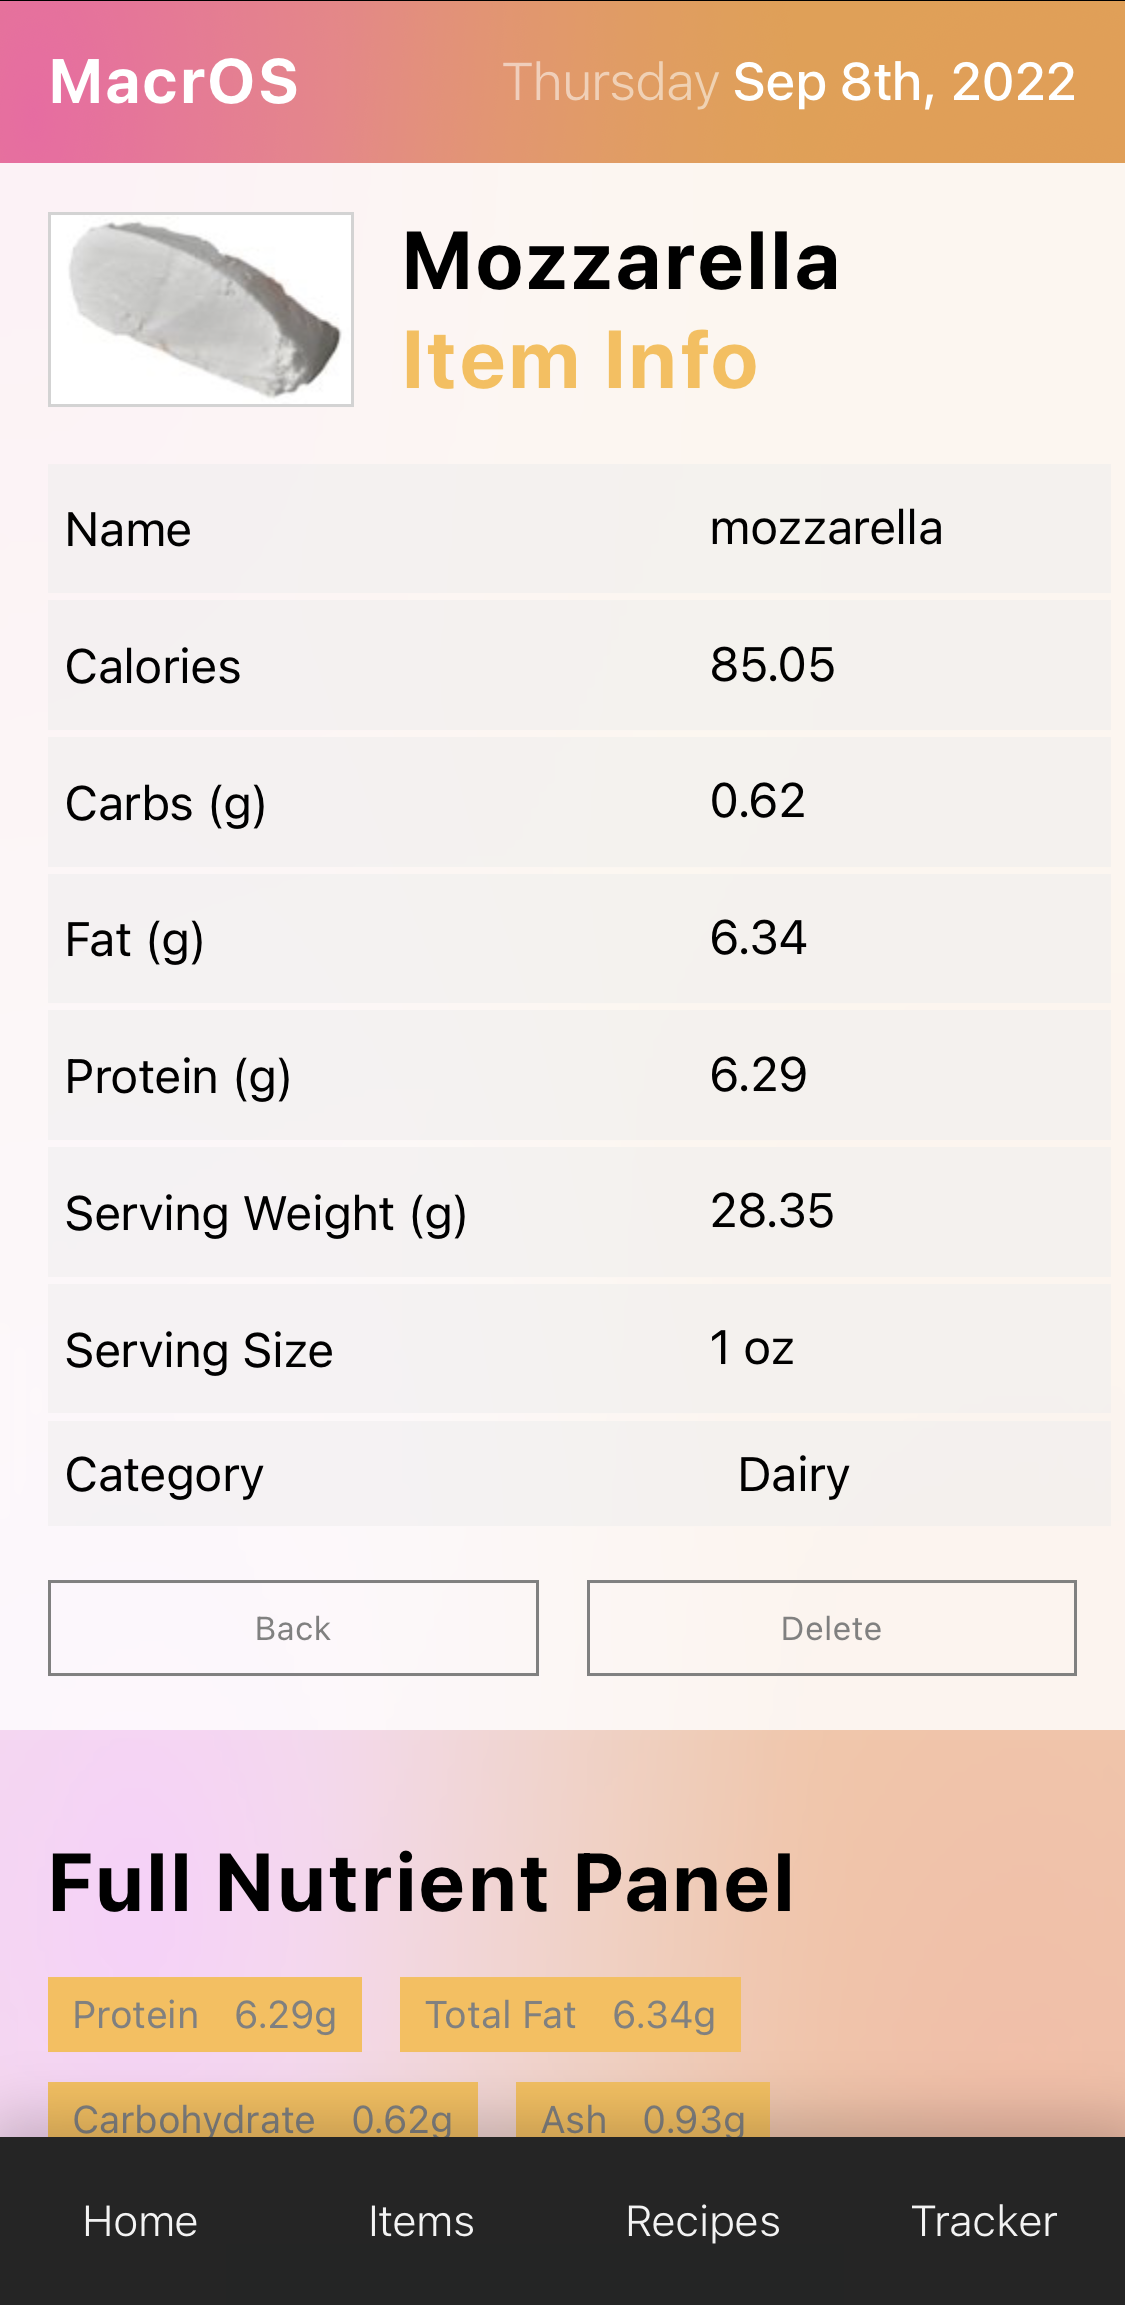 MacrOS Thursday Sep 8th, 2022
Mozzarella
Item Info
Name mozzarella
Calories 85.05
Carbs (g) 0.62
Fat (g) 6.34
Protein (g) 6.29
Serving Weight (g) 28.35
Serving Size 1 oz
Category Dairy
Back Delete
Full Nutrient Panel
Protein 6.29g Total Fat 6.34g
Carbohydrate 0.62g Ash 0.93g
Home Items Recipes Tracker